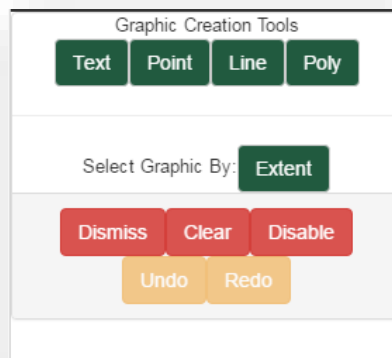 Graphic Creation Tools
Text Point Line Poly
Select Graphic By: Extent
Dismiss Clear Disable
Undo Redo